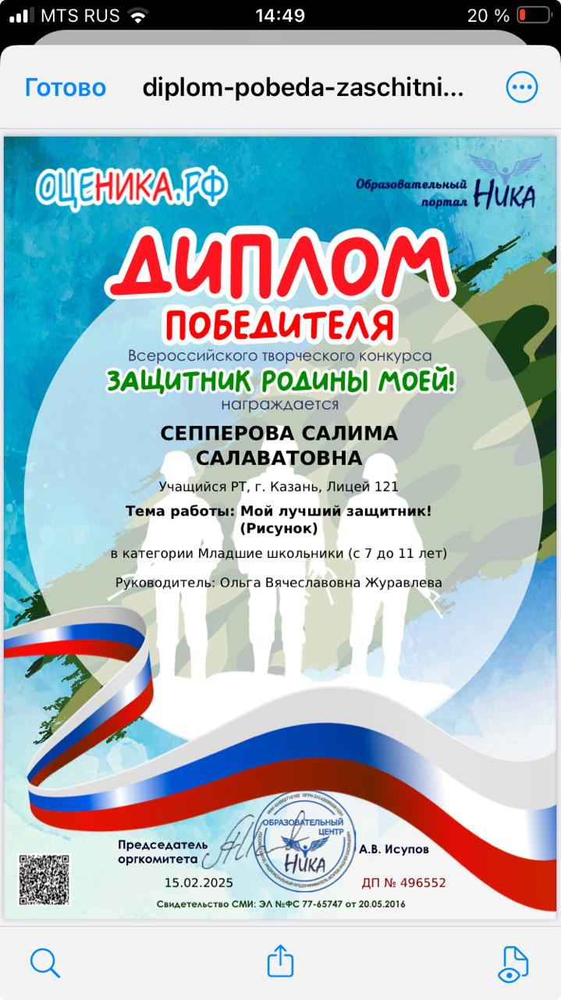 MTS RUS 14:49 20 %
Готово diplom-pobeda-zaschitni...
ОЦЕНИКА.РФ
Образовательный
портал НИКА
ДИПЛОМ
ПОБЕДИТЕЛЯ
Всероссийского творческого конкурса
ЗАЩИТНИК РОДИНЫ МОЕЙ!
награждается
СЕППЕРОВА САЛИМА
САЛАВАТОВНА
Учащийся РТ, г. Казань, Лицей 121
Тема работы: Мой лучший защитник!
(Рисунок)
в категории Младшие школьники (с 7 до 11 лет)
Руководитель: Ольга Вячеславовна Журавлева
ОБРАЗОВАТЕЛЬНЫЙ
ЦЕНТР
НИКА
Председатель
оргкомитета
А.В. Исупов
15.02.2025 ДП № 496552
Свидетельство СМИ: ЭЛ №ФС 77-65747 от 20.05.2016